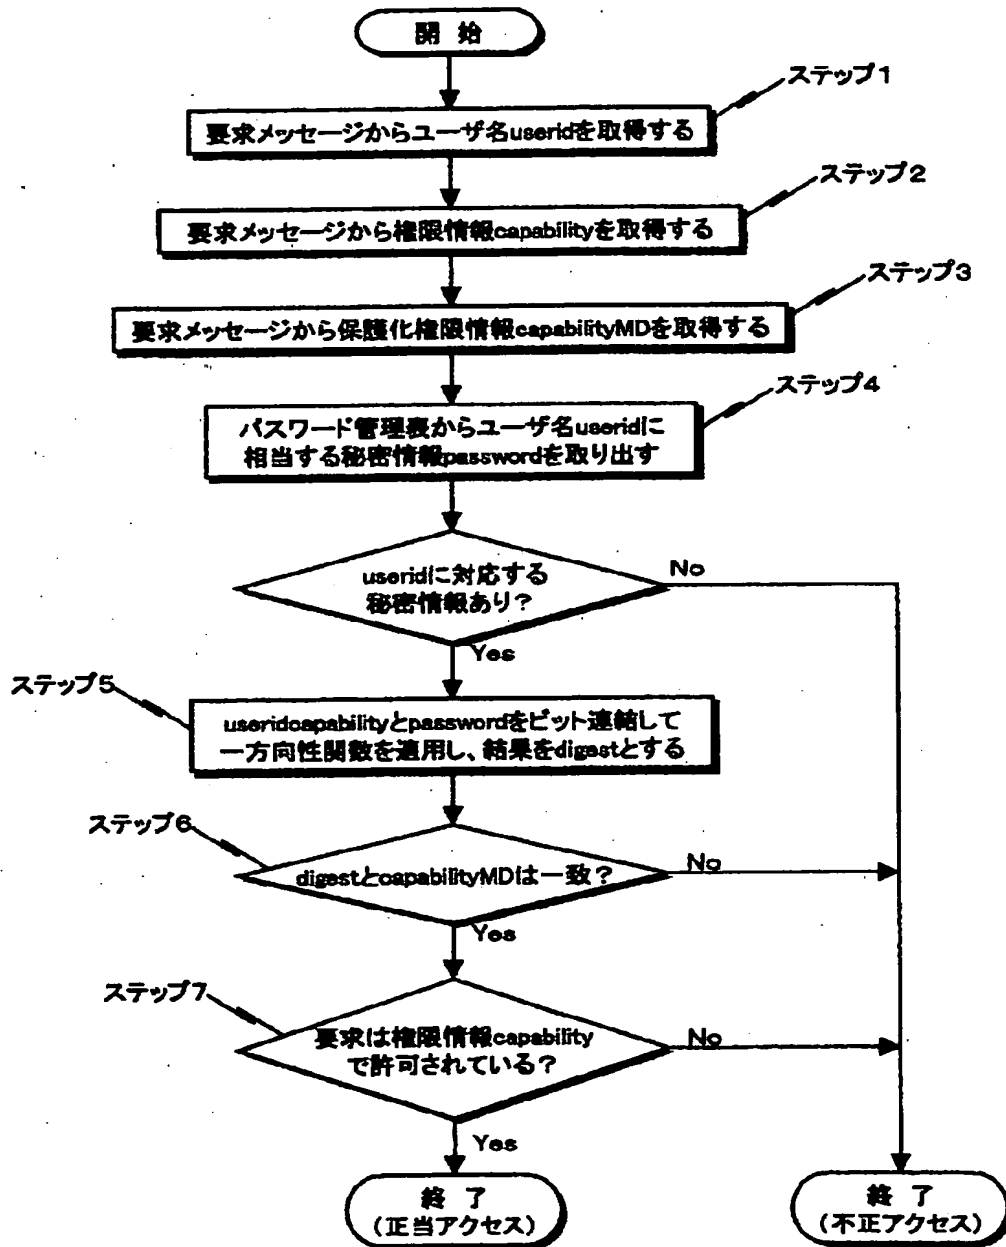 開 始
ステップ1
要求メッセージからユーザ名useridを取得する
ステップ2
要求メッセージから権限情報capabilityを取得する
ステップ3
要求メッセージから保護化権限情報capabilityMDを取得する
ステップ4
パスワード管理表からユーザ名useridに
相当する秘密情報passwordを取り出す
useridに対応する
秘密情報あり？
No
Yes
ステップ5
useridcapabilityとpasswordをビット連結して
一方向性関数を適用し、結果をdigestとする
ステップ6
digestとcapabilityMDは一致？
No
Yes
ステップ7
要求は権限情報capability
で許可されている？
No
Yes
終 了
(正当アクセス)
終 了
(不正アクセス)